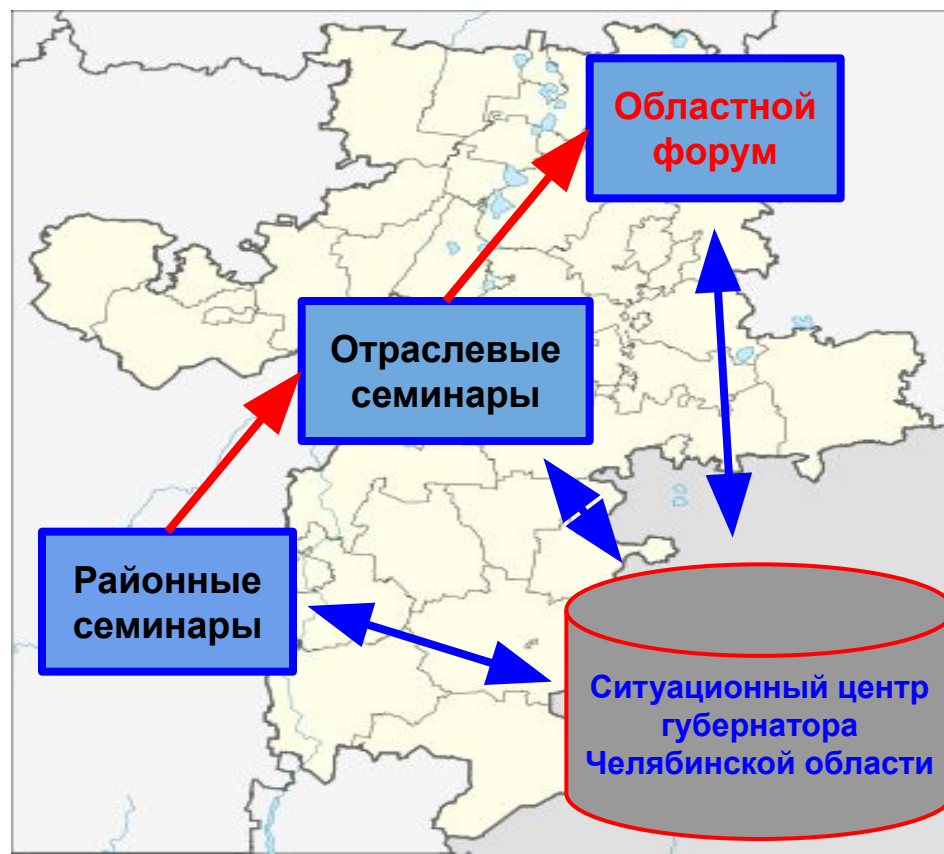 Областной
форум
Отраслевые
семинары
Районные
семинары
Ситуационный центр
губернатора
Челябинской области